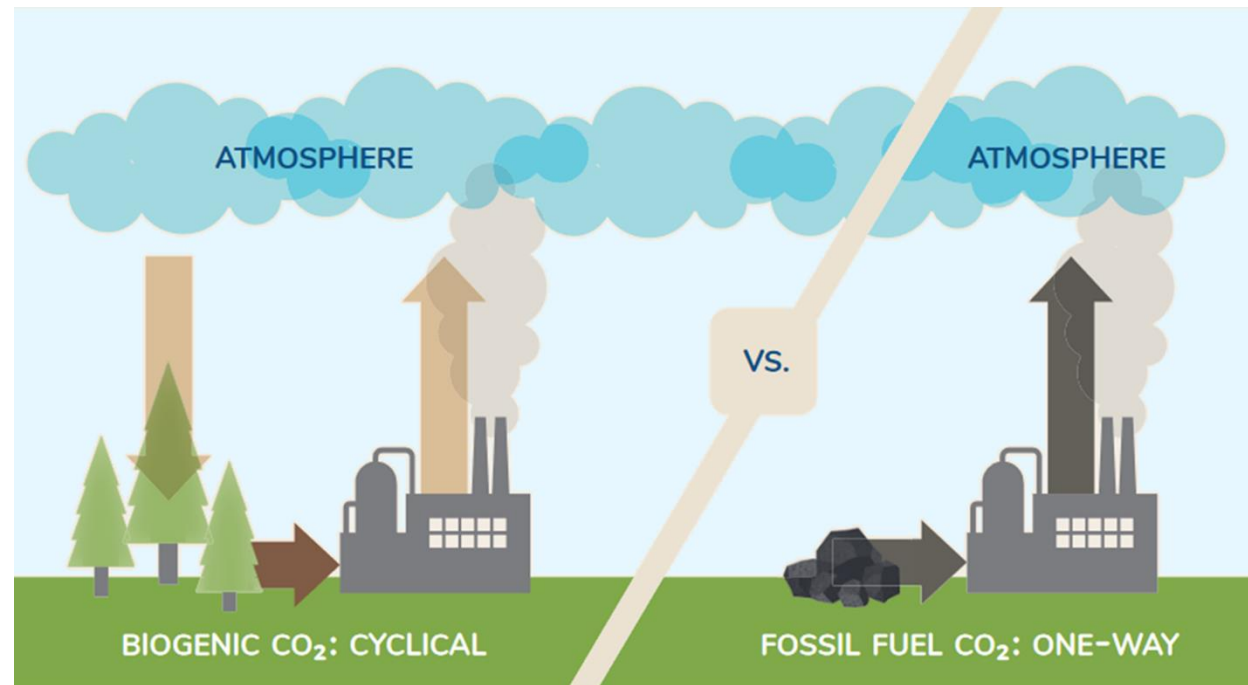 ATMOSPHERE
ATMOSPHERE
VS.
BIOGENIC CO₂: CYCLICAL
FOSSIL FUEL CO₂: ONE-WAY